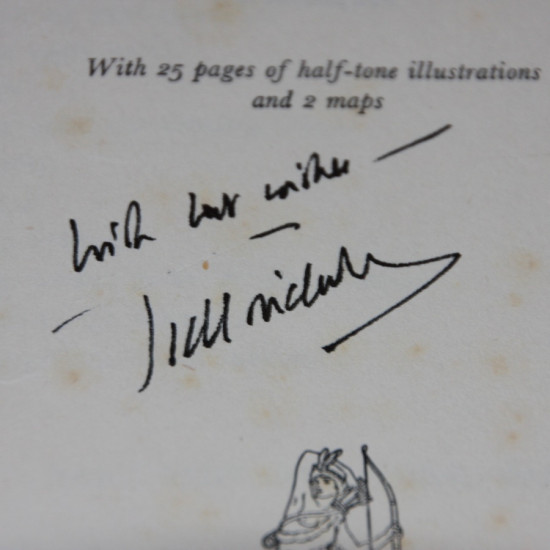 With 25 pages of half-tone illustrations
and 2 maps
With best wishes —